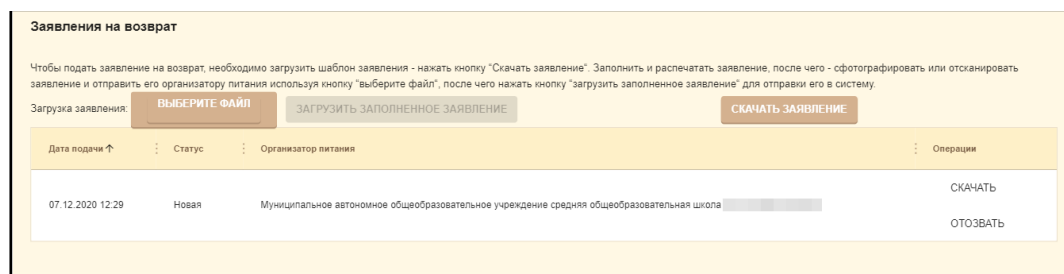 Заявления на возврат
Чтобы подать заявление на возврат, необходимо загрузить шаблон заявления - нажать кнопку "Скачать заявление". Заполнить и распечатать заявление, после чего - сфотографировать или отсканировать
заявление и отправить его организатору питания используя кнопку "выберите файл", после чего нажать кнопку "загрузить заполненное заявление" для отправки его в систему.
Загрузка заявления: ВЫБЕРИТЕ ФАЙЛ ЗАГРУЗИТЬ ЗАПОЛНЕННОЕ ЗАЯВЛЕНИЕ СКАЧАТЬ ЗАЯВЛЕНИЕ
Дата подачи ↑ Статус Организатор питания Операции
СКАЧАТЬ
07.12.2020 12:29 Новая Муниципальное автономное общеобразовательное учреждение средняя общеобразовательная школа
ОТОЗВАТЬ